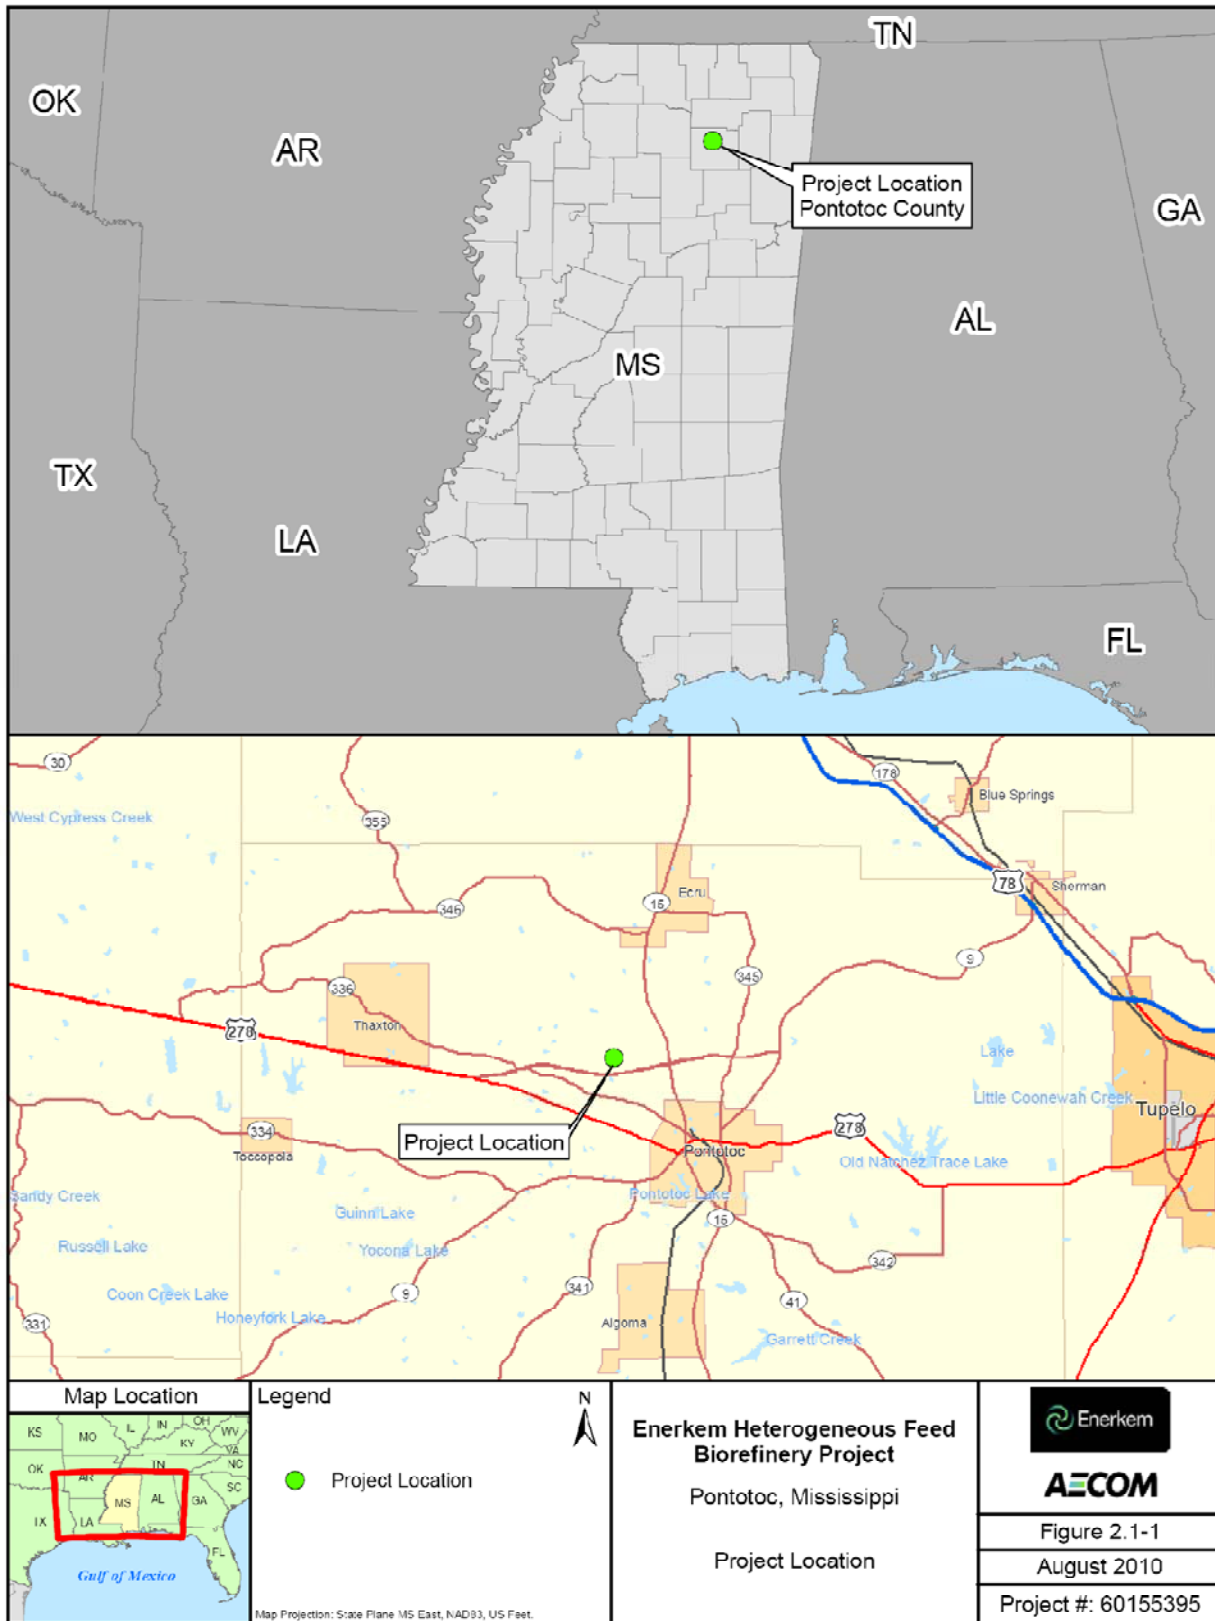 TN
OK
AR
Project Location
Pontotoc County
GA
AL
MS
TX
LA
FL
30
178
Blue Springs
West Cypress Creek
355
78
Sherman
Ecru
15
346
9
345
336
Thaxton
278
Lake
Little Coonewah Creek
Tupelo
Project Location
278
334
Toccopola
Pontotoc
Old Natchez Trace Lake
Pontotoc Lake
Sandy Creek
Guinn Lake
15
Russell Lake
Yocona Lake
342
Coon Creek Lake
9
341
41
Honeyfork Lake
331
Algoma
Garrett Creek
Map Location
KS
MO
IL
IN
OH
WV
KY
VA
OK
AR
TN
NC
SC
MS
AL
GA
TX
LA
FL
Gulf of Mexico
Legend
N
Project Location
Map Projection: State Plane MS East, NAD83, US Feet.
Enerkem Heterogeneous Feed
Biorefinery Project
Pontotoc, Mississippi
Project Location
Enerkem
AECOM
Figure 2.1-1
August 2010
Project #: 60155395